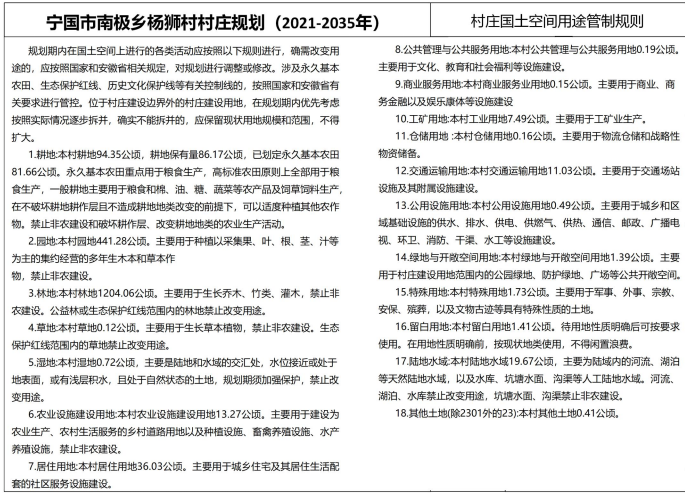 宁国市南极乡杨狮村村庄规划（2021-2035年）
村庄国土空间用途管制规则
规划期内在国土空间上进行的各类活动应按照以下规则进行，确需改变用
途的，应按照国家和安徽省相关规定，对规划进行调整或修改。涉及永久基本
农田、生态保护红线、历史文化保护线等有关控制线的，按照国家和安徽省有
关要求进行管控。位于村庄建设边界外的村庄建设用地，在规划期内优先考虑
按照实际情况逐步拆并，确实不能拆并的，应保留现状用地规模和范围，不得
扩大。
1.耕地:本村耕地94.35公顷，耕地保有量86.17公顷，已划定永久基本农田
81.66公顷。永久基本农田重点用于粮食生产，高标准农田原则上全部用于粮
食生产，一般耕地主要用于粮食和棉、油、糖、蔬菜等农产品及饲草饲料生产，
在不破坏耕地耕作层且不造成耕地地类改变的前提下，可以适度种植其他农作
物。禁止非农建设和破坏耕作层、改变耕地地类的农业生产活动。
2.园地:本村园地441.28公顷。主要用于种植以采集果、叶、根、茎、汁等
为主的集约经营的多年生木本和草本作
物，禁止非农建设。
3.林地:本村林地1204.06公顷。主要用于生长乔木、竹类、灌木，禁止非
农建设。公益林或生态保护红线范围内的林地禁止改变用途。
4.草地:本村草地0.12公顷。主要用于生长草本植物，禁止非农建设。生态
保护红线范围内的草地禁止改变用途。
5.湿地:本村湿地0.72公顷，主要是陆地和水域的交汇处，水位接近或处于
地表面，或有浅层积水，且处于自然状态的土地，规划期须加强保护，禁止改
变用途。
6.农业设施建设用地:本村农业设施建设用地13.27公顷。主要用于建设为
农业生产、农村生活服务的乡村道路用地以及种植设施、畜禽养殖设施、水产
养殖设施，禁止非农建设。
7.居住用地:本村居住用地36.03公顷。主要用于城乡住宅及其居住生活配
套的社区服务设施建设。
8.公共管理与公共服务用地:本村公共管理与公共服务用地0.19公顷。
主要用于文化、教育和社会福利等设施建。
9.商业服务用地:本村商业服务业用地0.15公顷。主要用于商业、商
务金融以及娱乐康体等设施建设
10.工矿用地:本村工业用地7.49公顷。主要用于工矿业生产。
11.仓储用地 :本村仓储用地0.16公顷。主要用于物流仓储和战略性
物资储备。
12.交通运输用地:本村交通运输用地11.03公顷。主要用于交通场站
设施及其附属设施建设。
13.公用设施用地:本村公用设施用地0.49公顷。主要用于城乡和区
域基础设施的供水、排水、供电、供燃气、供热、通信、邮政、广播电
视、环卫、消防、干渠、水工等设施建设。
14.绿地与开敞空间用地:本村绿地与开敞空间用地1.39公顷。主要
用于村庄建设用地范围内的公园绿地、防护绿地、广场等公共开敞空间。
15.特殊用地:本村特殊用地1.73公顷。主要用于军事、外事、宗教、
安保、殡葬，以及文物古迹等具有特殊性质的土地。
16.留白用地:本村留白用地1.41公顷。待用地性质明确后可按要求
使用。在用地性质明确前，按现状地类使用，不得闲置浪费。
17.陆地水域:本村陆地水域19.67公顷，主要为陆域内的河流、湖泊
等天然陆地水域，以及水库、坑塘水面、沟渠等人工陆地水域。河流、
湖泊、水库禁止改变用途，坑塘水面、沟渠禁止非农建设。
18.其他土地(除2301外的23):本村其他土地0.41公顷。